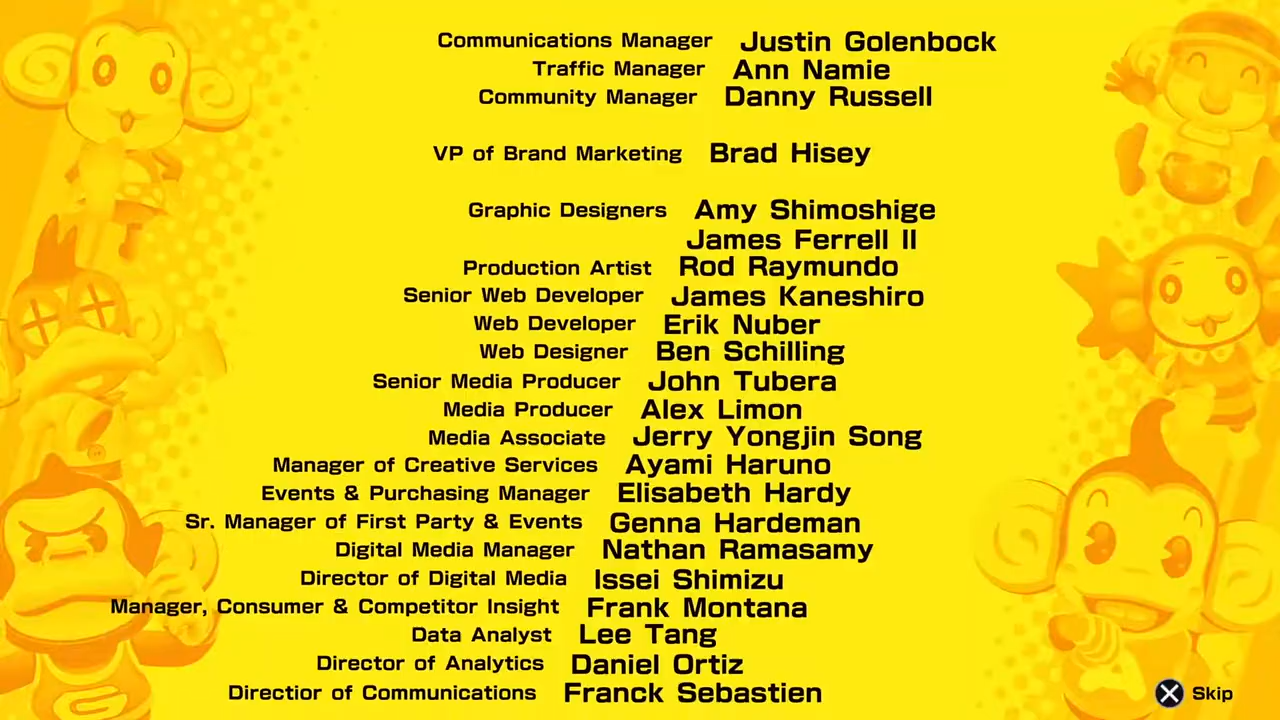 Communications Manager Justin Golenbock
Traffic Manager Ann Namie
Community Manager Danny Russell
VP of Brand Marketing Brad Hisey
Graphic Designers Amy Shimoshige
James Ferrell II
Production Artist Rod Raymundo
Senior Web Developer James Kaneshiro
Web Developer Erik Nuber
Web Designer Ben Schilling
Senior Media Producer John Tubera
Media Producer Alex Limon
Media Associate Jerry Yongjin Song
Manager of Creative Services Ayami Haruno
Events & Purchasing Manager Elisabeth Hardy
Sr. Manager of First Party & Events Genna Hardeman
Digital Media Manager Nathan Ramasamy
Director of Digital Media Issei Shimizu
Manager, Consumer & Competitor Insight Frank Montana
Data Analyst Lee Tang
Director of Analytics Daniel Ortiz
Directior of Communications Franck Sebastien
Skip